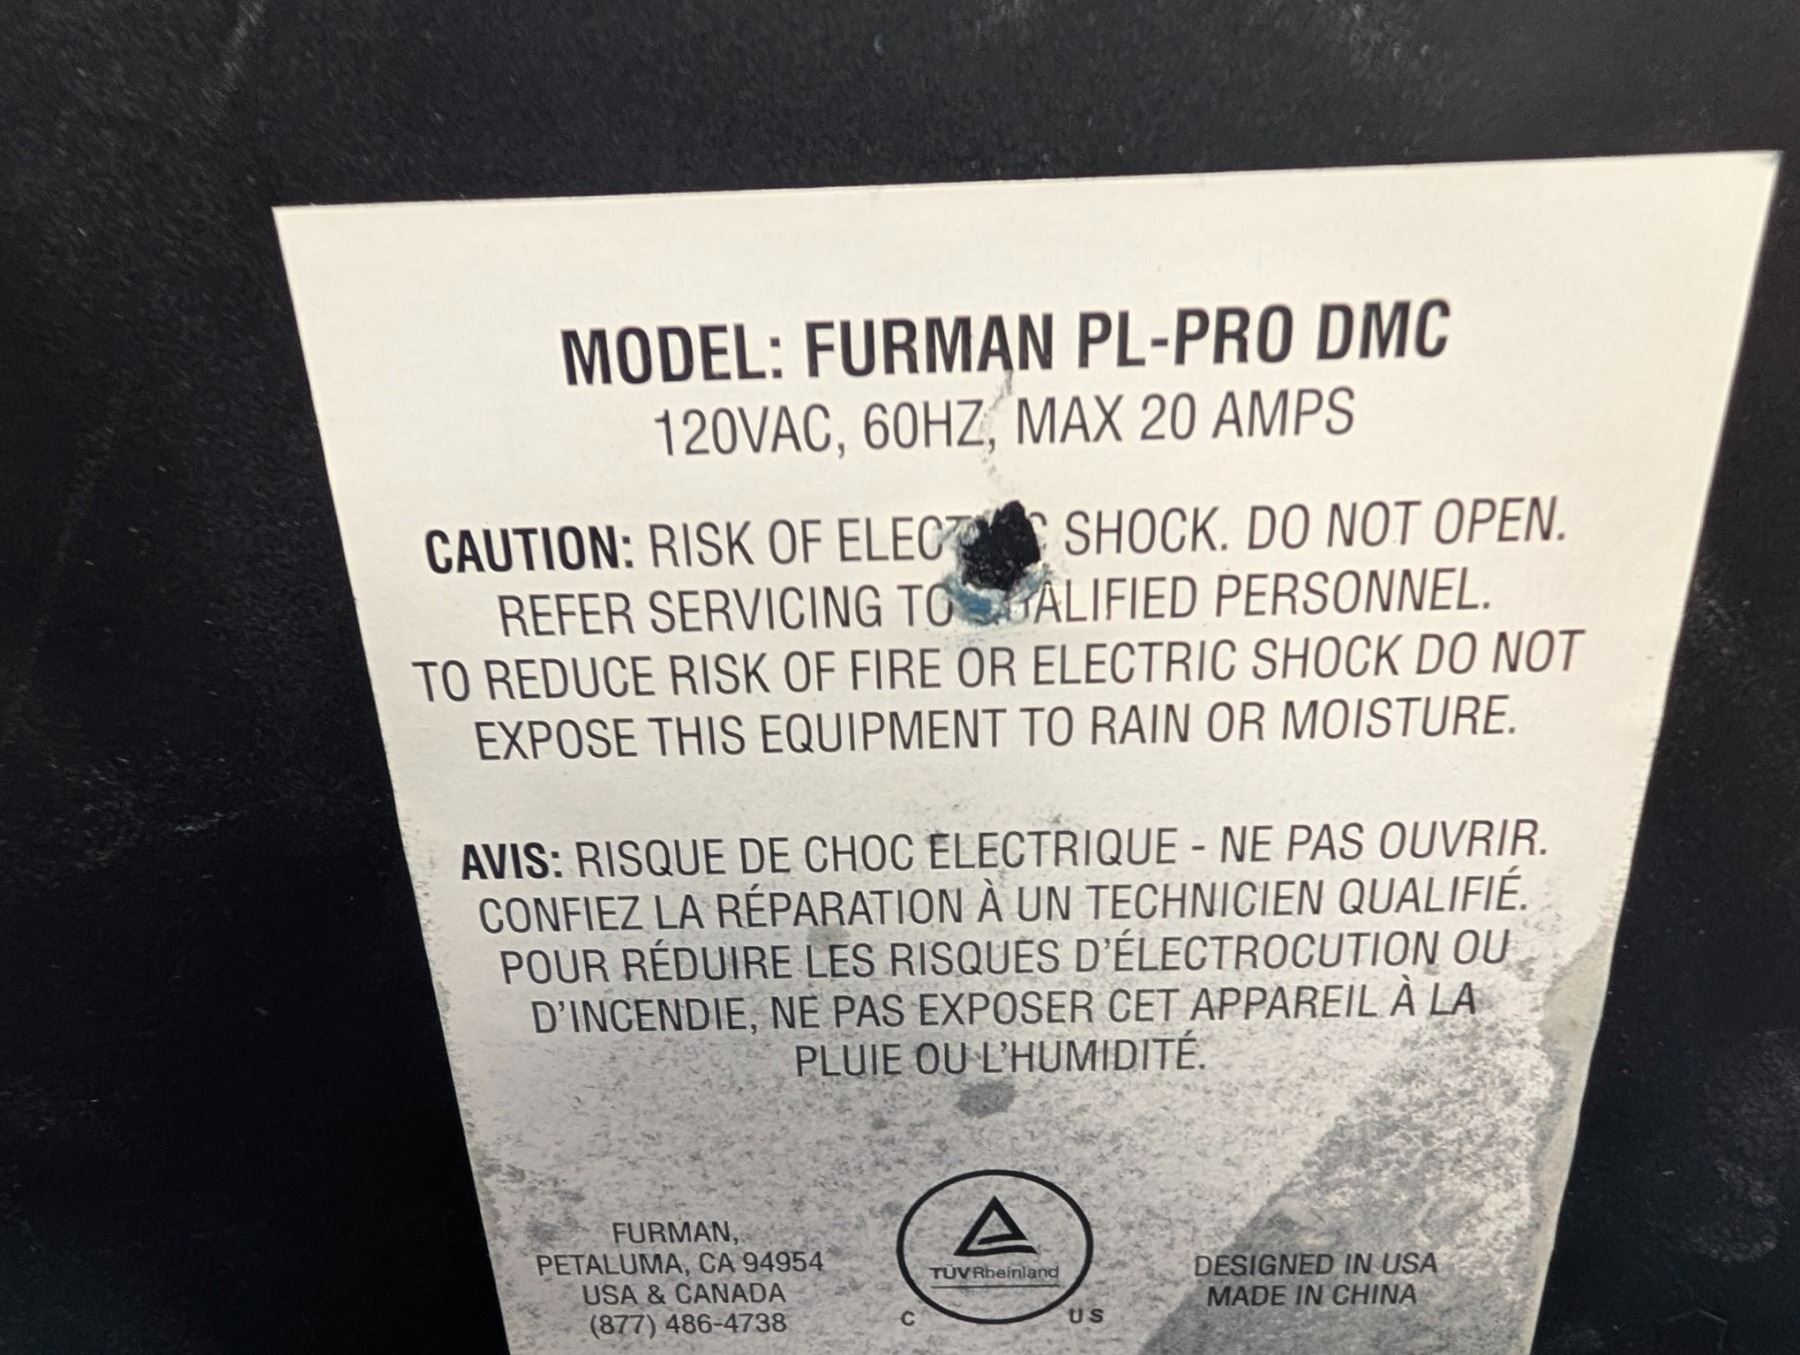 MODEL: FURMAN PL-PRO DMC
120VAC, 60HZ, MAX 20 AMPS
CAUTION: RISK OF SHOCK. DO NOT OPEN.
REFER SERVICING TO PERSONNEL.
TO REDUCE RISK OF FIRE OR ELECTRIC SHOCK DO NOT
EXPOSE THIS EQUIPMENT TO RAIN OR MOISTURE.
AVIS: RISQUE DE CHOC ELECTRIQUE - NE PAS OUVRIR.
CONFIEZ LA RÉPARATION À UN TECHNICIEN QUALIFIÉ.
POUR RÉDUIRE LES RISQUES D'ÉLECTROCUTION OU
D'INCENDIE, NE PAS EXPOSER CET APPAREIL À LA
PLUIE OU L'HUMIDITÉ.
FURMAN,
PETALUMA, CA 94954
USA & CANADA
(877) 486-4738
TÜVRheinland
C US
DESIGNED IN USA
MADE IN CHINA